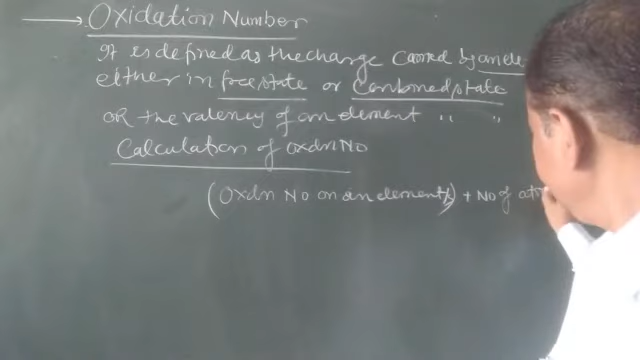 Oxidation Number
It is defined as the charge carried by an ele
either in free state or Combined state
OR the valency of an element " "
Calculation of oxdn No
(Oxdn No on an element x) + No of ato